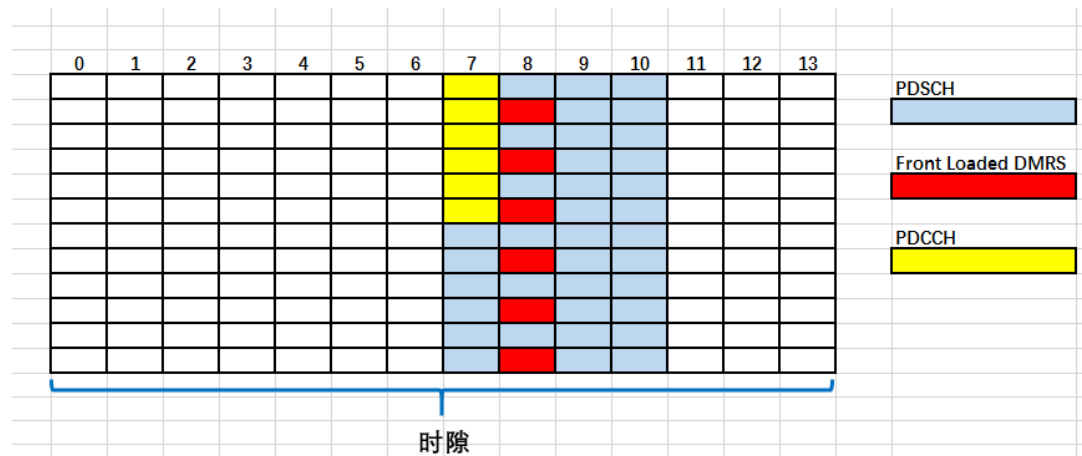 0 1 2 3 4 5 6 7 8 9 10 11 12 13
PDSCH
Front Loaded DMRS
PDCCH
时隙